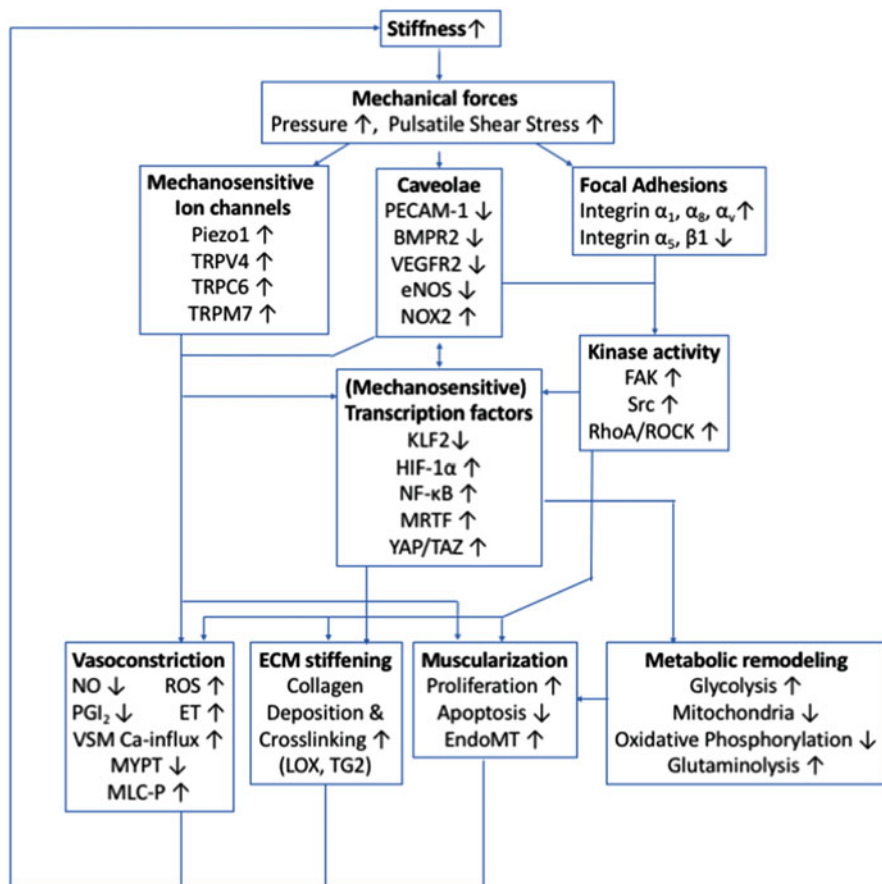 Stiffness↑
Mechanical forces
Pressure ↑, Pulsatile Shear Stress ↑
Mechanosensitive
Ion channels
Piezo1 ↑
TRPV4 ↑
TRPC6 ↑
TRPM7 ↑
Caveolae
PECAM-1 ↓
BMPR2 ↓
VEGFR2 ↓
eNOS ↓
NOX2 ↑
Focal Adhesions
Integrin α₁, α₈, αᵥ↑
Integrin α₅, β1 ↓
Kinase activity
FAK ↑
Src ↑
RhoA/ROCK ↑
(Mechanosensitive)
Transcription factors
KLF2↓
HIF-1α ↑
NF-κB ↑
MRTF ↑
YAP/TAZ ↑
Vasoconstriction
NO ↓ ROS ↑
PGI₂ ↓ ET ↑
VSM Ca-influx ↑
MYPT ↓
MLC-P ↑
ECM stiffening
Collagen
Deposition &
Crosslinking ↑
(LOX, TG2)
Muscularization
Proliferation ↑
Apoptosis ↓
EndoMT ↑
Metabolic remodeling
Glycolysis ↑
Mitochondria ↓
Oxidative Phosphorylation ↓
Glutaminolysis ↑